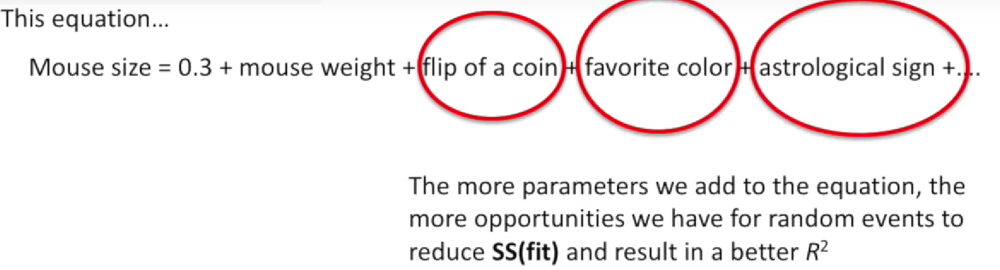 This equation...
Mouse size = 0.3 + mouse weight + flip of a coin + favorite color + astrological sign +....
The more parameters we add to the equation, the
more opportunities we have for random events to
reduce SS(fit) and result in a better R²